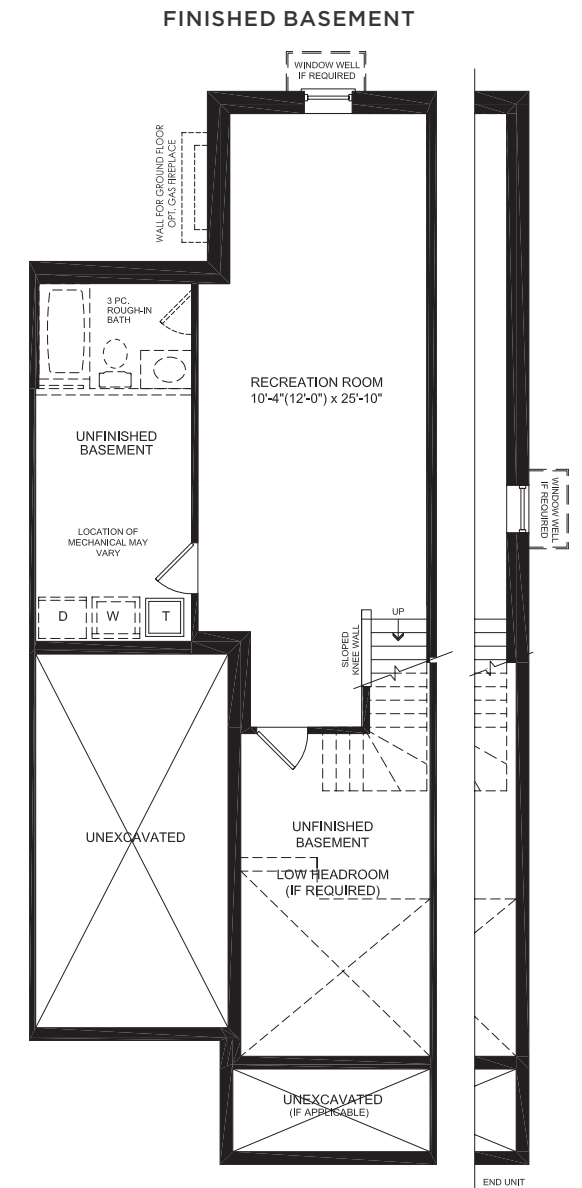 FINISHED BASEMENT
WINDOW WELL
IF REQUIRED
WALL FOR GROUND FLOOR
OPT. GAS FIREPLACE
3 PC.
ROUGH-IN
BATH
RECREATION ROOM
10'-4"(12'-0") x 25'-10"
UNFINISHED
BASEMENT
WINDOW WELL
IF REQUIRED
LOCATION OF
MECHANICAL MAY
VARY
D
W
T
UP
SLOPED
KNEE WALL
UNEXCAVATED
UNFINISHED
BASEMENT
LOW HEADROOM
(IF REQUIRED)
UNEXCAVATED
(IF APPLICABLE)
END UNIT